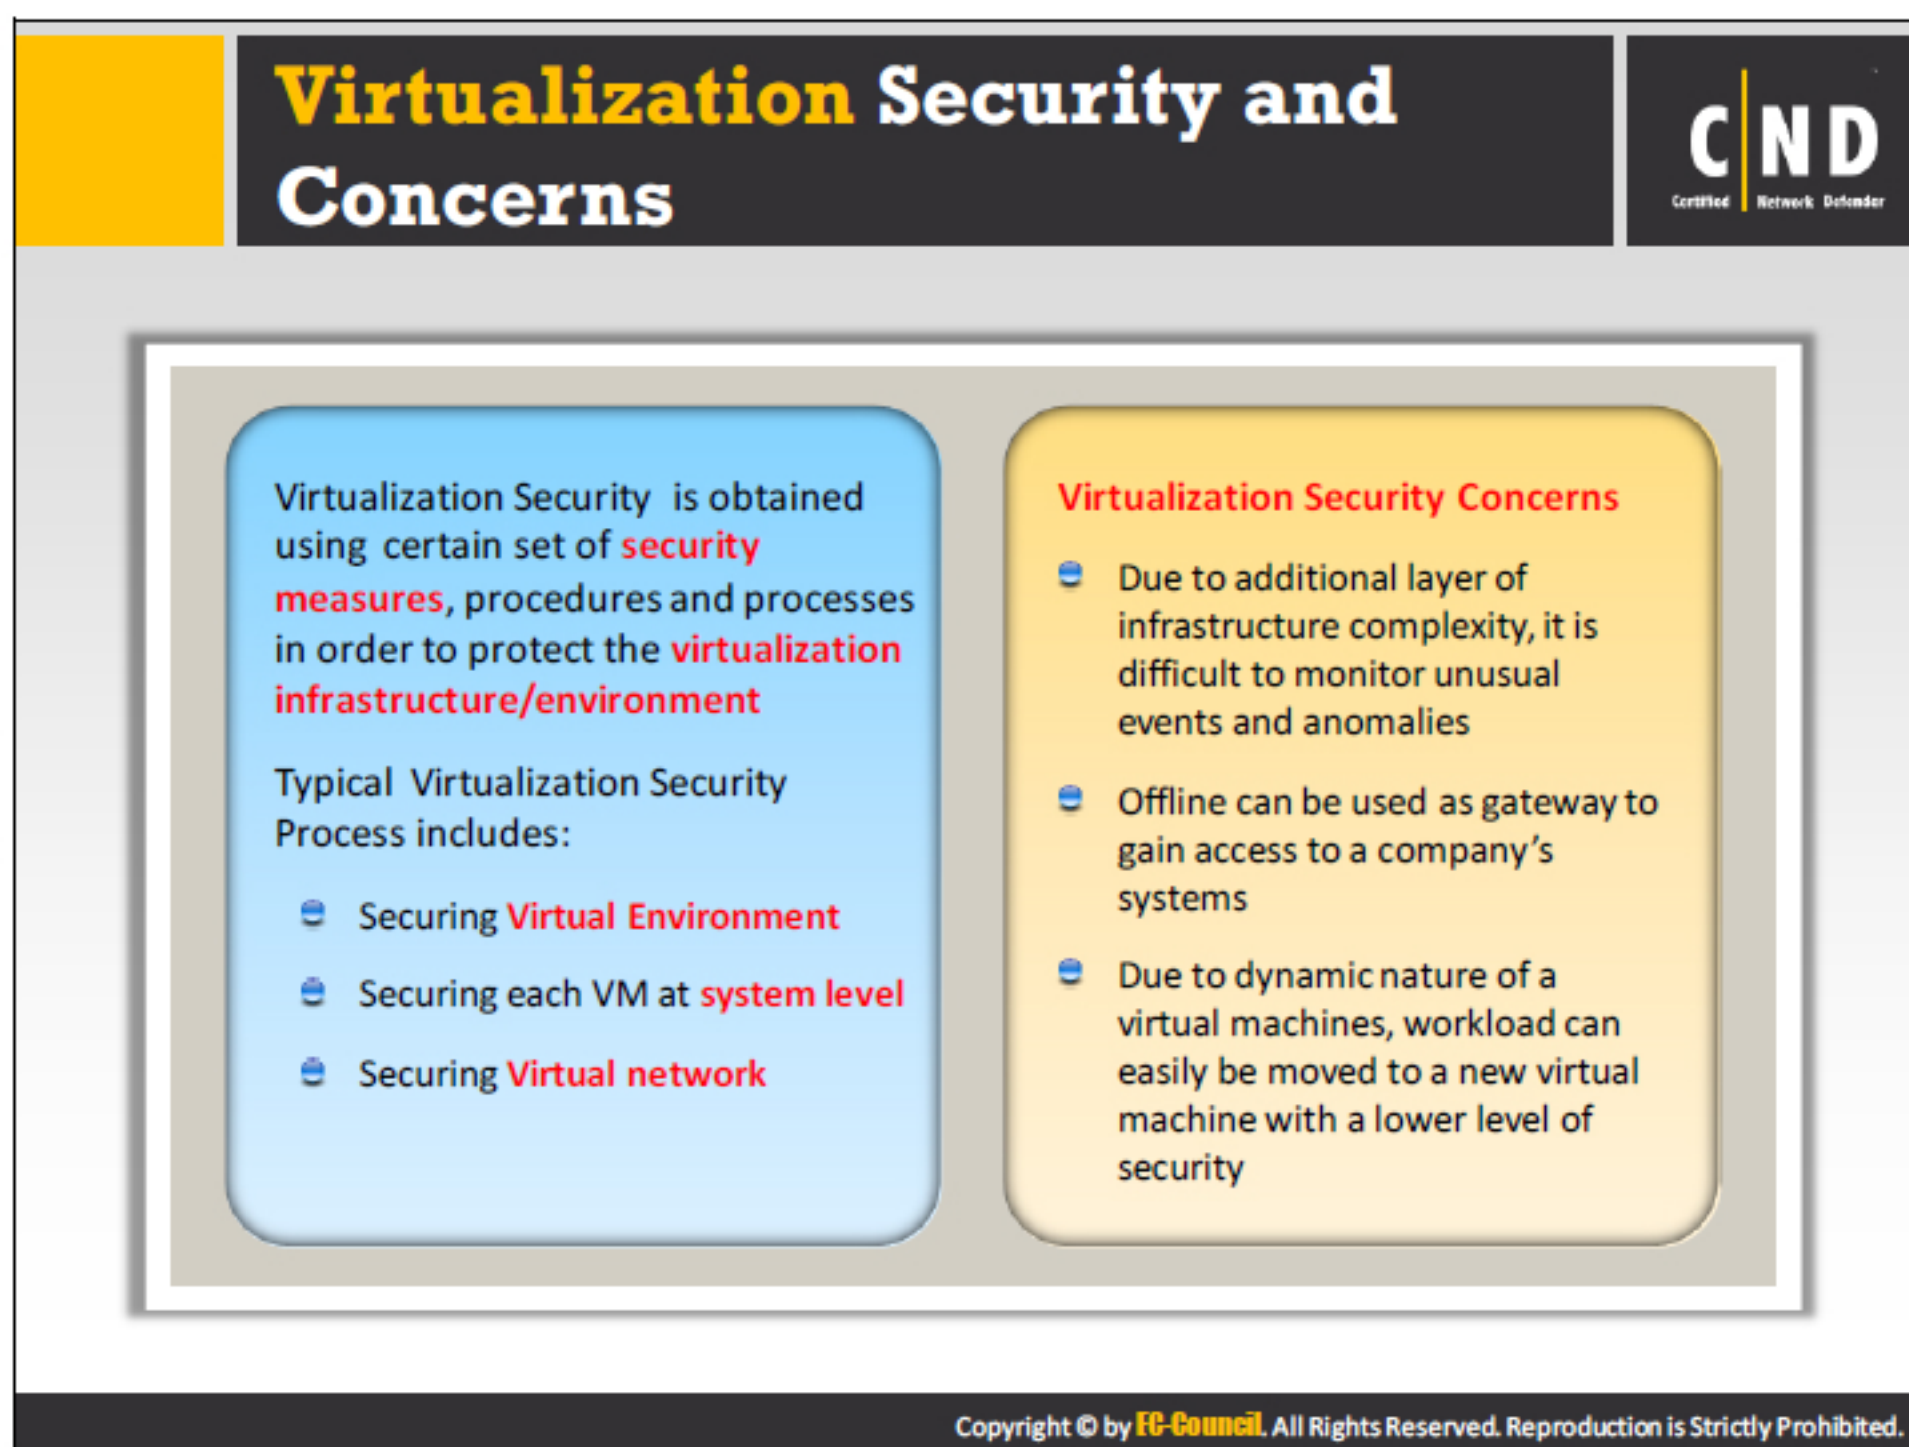 Virtualization Security and
Concerns
C|ND
Certified Network Defender
Virtualization Security is obtained
using certain set of security
measures, procedures and processes
in order to protect the virtualization
infrastructure/environment
Typical Virtualization Security
Process includes:
Securing Virtual Environment
Securing each VM at system level
Securing Virtual network
Virtualization Security Concerns
Due to additional layer of
infrastructure complexity, it is
difficult to monitor unusual
events and anomalies
Offline can be used as gateway to
gain access to a company’s
systems
Due to dynamic nature of a
virtual machines, workload can
easily be moved to a new virtual
machine with a lower level of
security
Copyright © by EC-Council. All Rights Reserved. Reproduction is Strictly Prohibited.